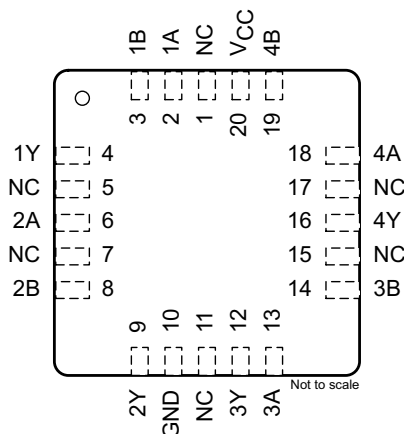 1B 1A NC VCC 4B
3 2 1 20 19
1Y 4 18 4A
NC 5 17 NC
2A 6 16 4Y
NC 7 15 NC
2B 8 14 3B
9 10 11 12 13
2Y GND NC 3Y 3A
Not to scale